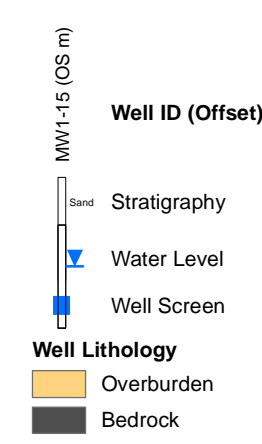 MW1-15 (OS m)
Well ID (Offset)
Sand
Stratigraphy
Water Level
Well Screen
Well Lithology
Overburden
Bedrock